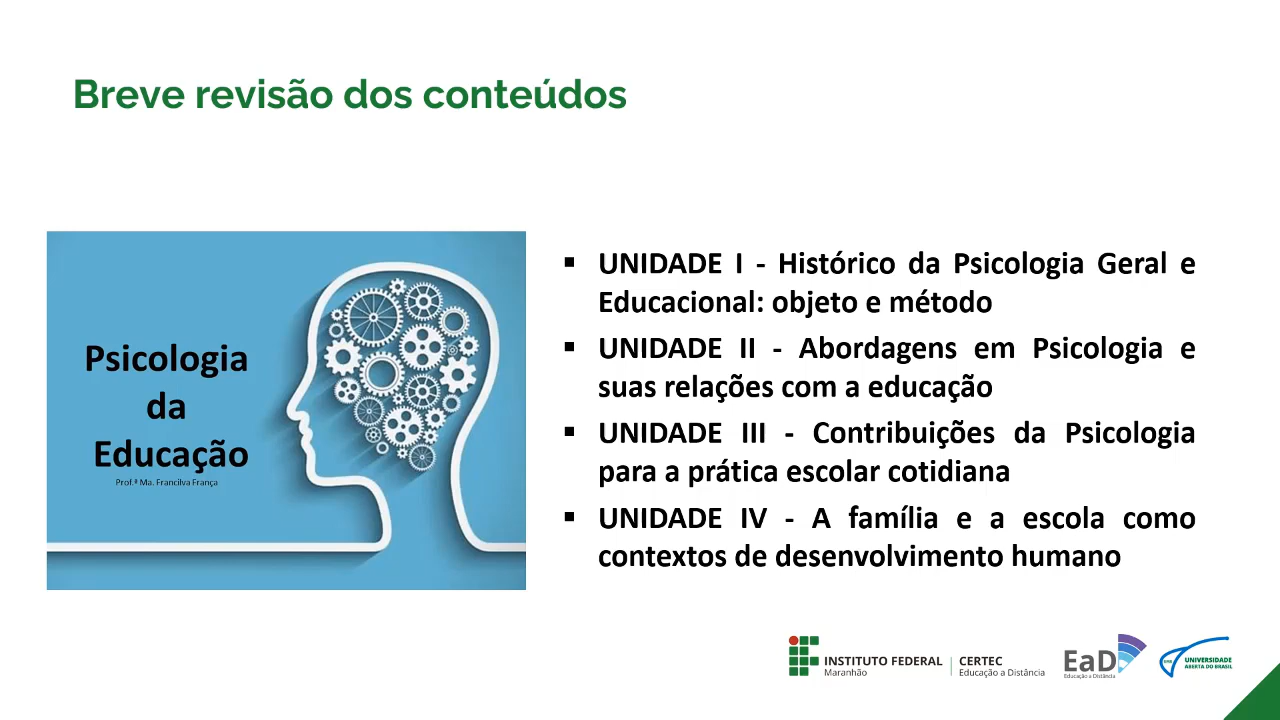 Breve revisão dos conteúdos
Psicologia
da
Educação
Prof.ª Ma. Francilva França
▪ UNIDADE I - Histórico da Psicologia Geral e
Educacional: objeto e método
▪ UNIDADE II - Abordagens em Psicologia e
suas relações com a educação
▪ UNIDADE III - Contribuições da Psicologia
para a prática escolar cotidiana
▪ UNIDADE IV - A família e a escola como
contextos de desenvolvimento humano
INSTITUTO FEDERAL
Maranhão
CERTEC
Educação a Distância
EaD
Educação a Distância
UAB
UNIVERSIDADE
ABERTA DO BRASIL